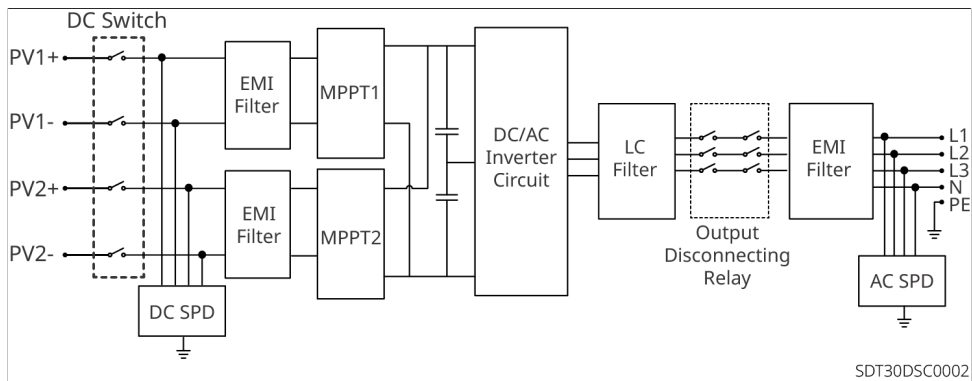 DC Switch
PV1+
PV1-
PV2+
PV2-
EMI
Filter
EMI
Filter
MPPT1
MPPT2
DC SPD
DC/AC
Inverter
Circuit
LC
Filter
Output
Disconnecting
Relay
EMI
Filter
L1
L2
L3
N
PE
AC SPD
SDT30DSC0002